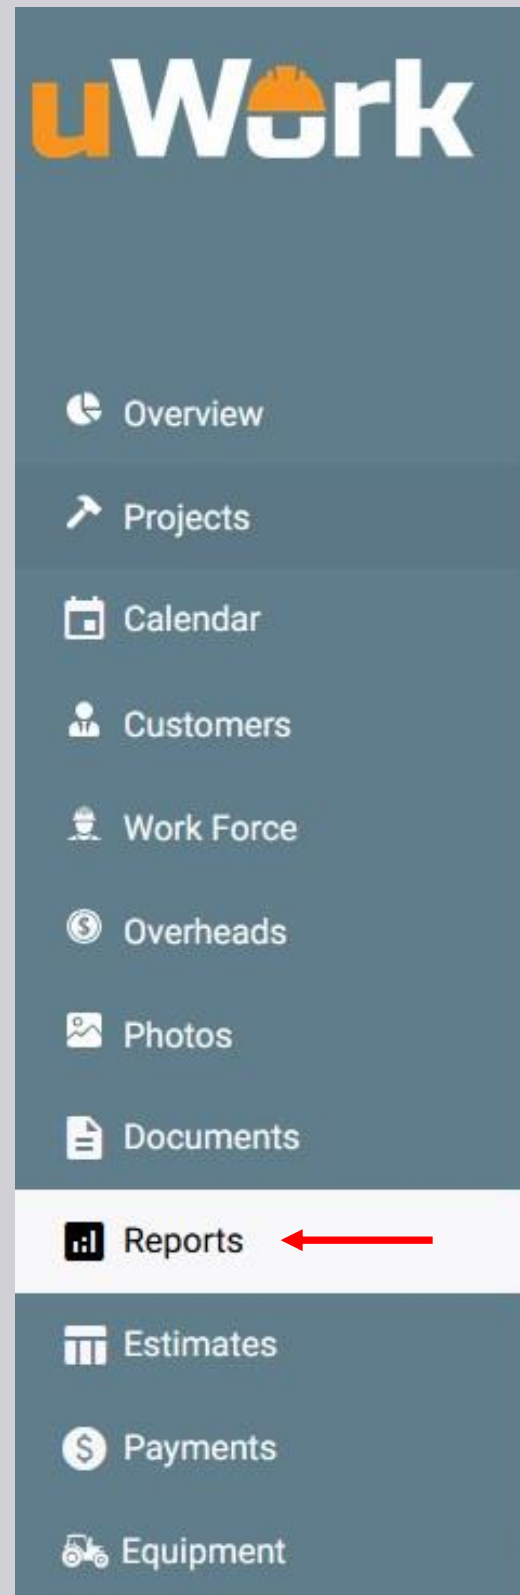 uWork
Overview
Projects
Calendar
Customers
Work Force
Overheads
Photos
Documents
Reports
Estimates
Payments
Equipment